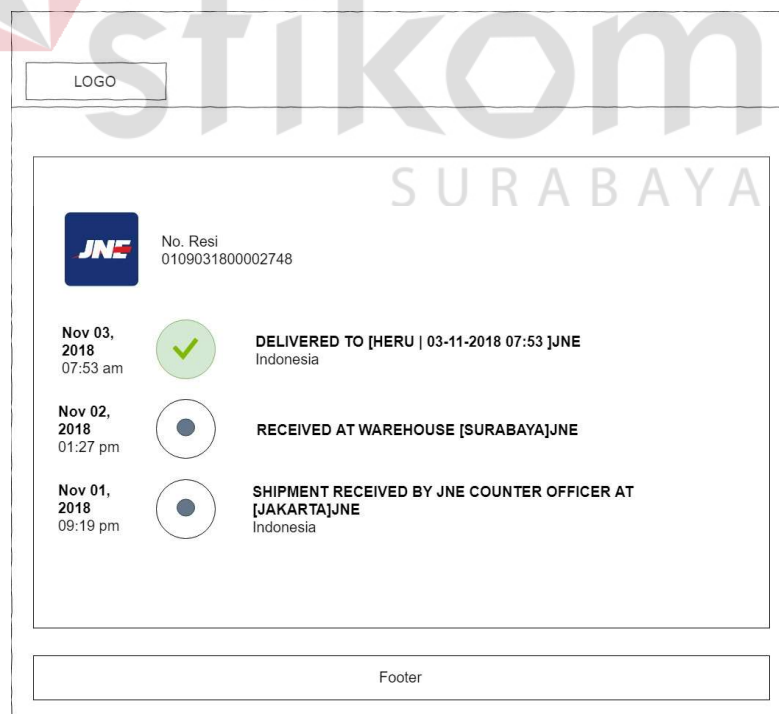 stikom
SURABAYA
LOGO
JNE
No. Resi
0109031800002748
Nov 03,
2018
07:53 am
DELIVERED TO [HERU | 03-11-2018 07:53 ]JNE
Indonesia
Nov 02,
2018
01:27 pm
RECEIVED AT WAREHOUSE [SURABAYA]JNE
Nov 01,
2018
09:19 pm
SHIPMENT RECEIVED BY JNE COUNTER OFFICER AT
[JAKARTA]JNE
Indonesia
Footer